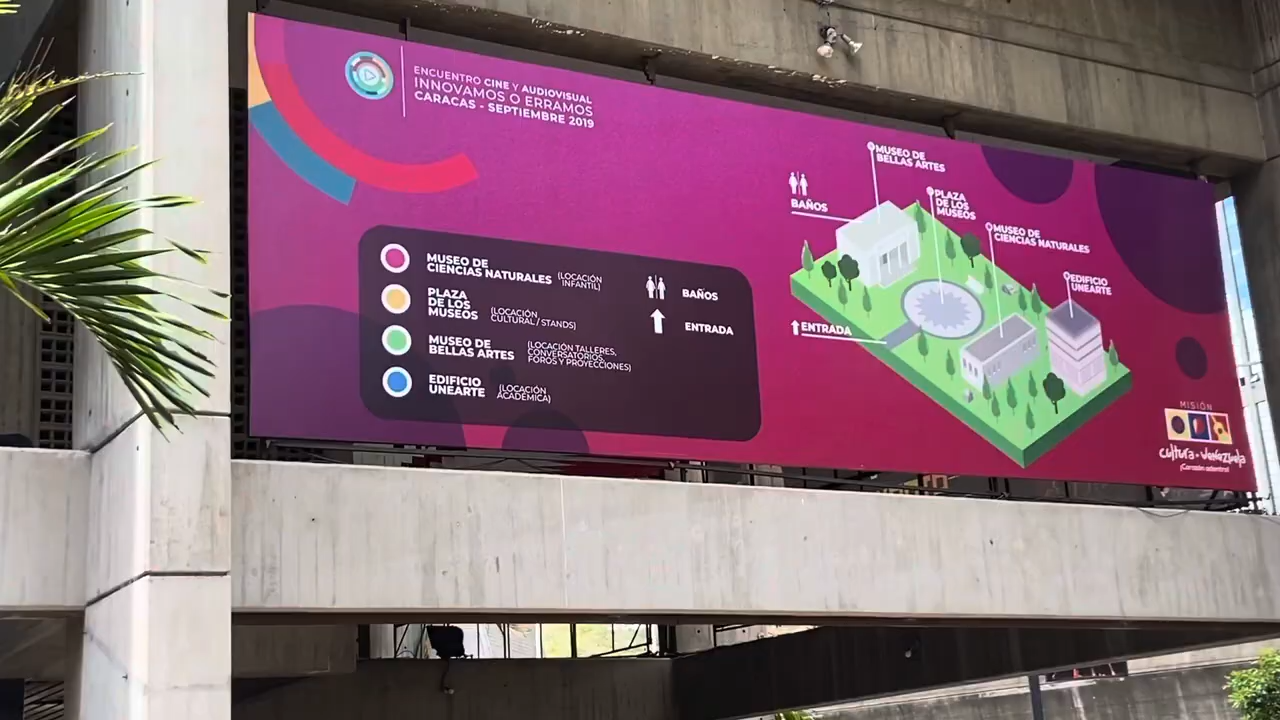 ENCUENTRO CINE Y AUDIOVISUAL
INNOVAMOS O ERRAMOS
CARACAS - SEPTIEMBRE 2019
MUSEO DE
CIENCIAS NATURALES (LOCACIÓN
INFANTIL)
PLAZA
DE LOS
MUSEOS (LOCACIÓN
CULTURAL / STANDS)
MUSEO DE
BELLAS ARTES (LOCACIÓN TALLERES,
CONVERSATORIOS,
FOROS Y PROYECCIONES)
EDIFICIO
UNEARTE (LOCACIÓN
ACADÉMICA)
BAÑOS
ENTRADA
MUSEO DE
BELLAS ARTES
BAÑOS
PLAZA
DE LOS
MUSEOS
MUSEO DE
CIENCIAS NATURALES
EDIFICIO
UNEARTE
ENTRADA
MISIÓN
cultura Venezuela
¡Corazón adentro!